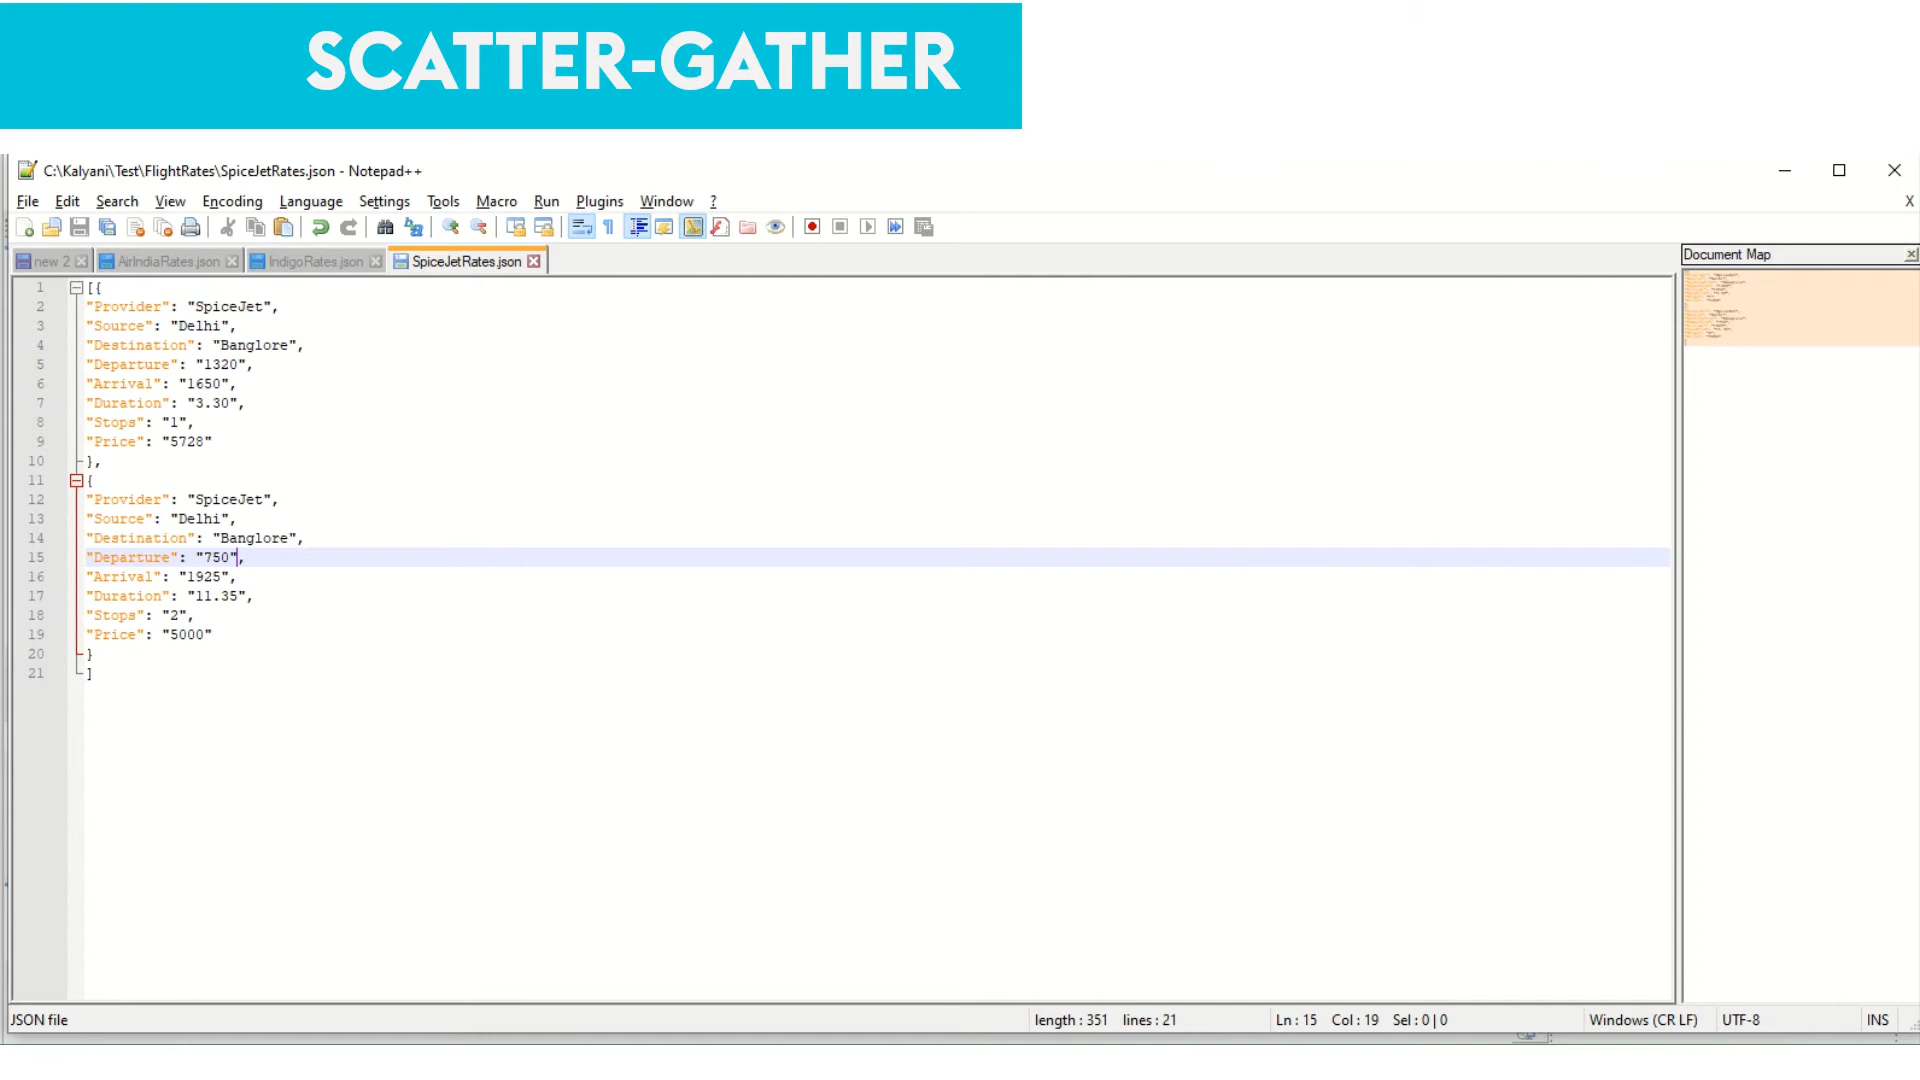 SCATTER-GATHER
C:\Kalyani\Test\FlightRates\SpiceJetRates.json - Notepad++
File Edit Search View Encoding Language Settings Tools Macro Run Plugins Window ?
X
new 2 AirIndiaRates.json IndigoRates.json SpiceJetRates.json
Document Map
1 [{
2 "Provider": "SpiceJet",
3 "Source": "Delhi",
4 "Destination": "Banglore",
5 "Departure": "1320",
6 "Arrival": "1650",
7 "Duration": "3.30",
8 "Stops": "1",
9 "Price": "5728"
10 },
11 {
12 "Provider": "SpiceJet",
13 "Source": "Delhi",
14 "Destination": "Banglore",
15 "Departure": "750",
16 "Arrival": "1925",
17 "Duration": "11.35",
18 "Stops": "2",
19 "Price": "5000"
20 }
21 ]
JSON file length : 351 lines : 21 Ln : 15 Col : 19 Sel : 0 | 0 Windows (CR LF) UTF-8 INS